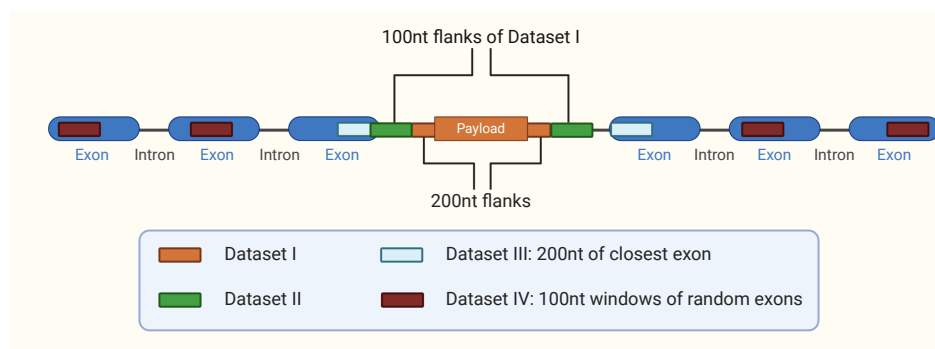 100nt flanks of Dataset I
Payload
Exon Intron Exon Intron Exon Exon Intron Exon Intron Exon
200nt flanks
Dataset I Dataset III: 200nt of closest exon
Dataset II Dataset IV: 100nt windows of random exons